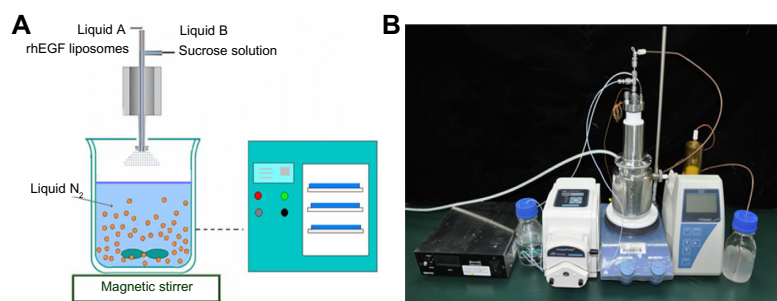 A
Liquid A
Liquid B
rhEGF liposomes
Sucrose solution
Liquid N2
Magnetic stirrer
B